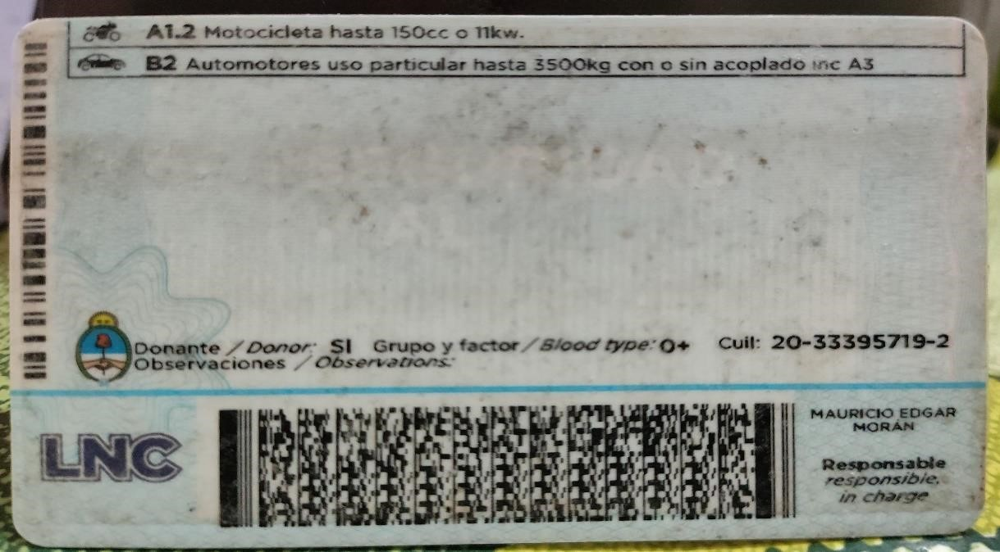 A1.2 Motocicleta hasta 150cc o 11kw.
B2 Automotores uso particular hasta 3500kg con o sin acoplado inc A3
Donante / Donor: SI Grupo y factor / Blood type: 0+ Cuil: 20-33395719-2
Observaciones / Observations:
LNC
MAURICIO EDGAR
MORÁN
Responsable
responsible,
in charge